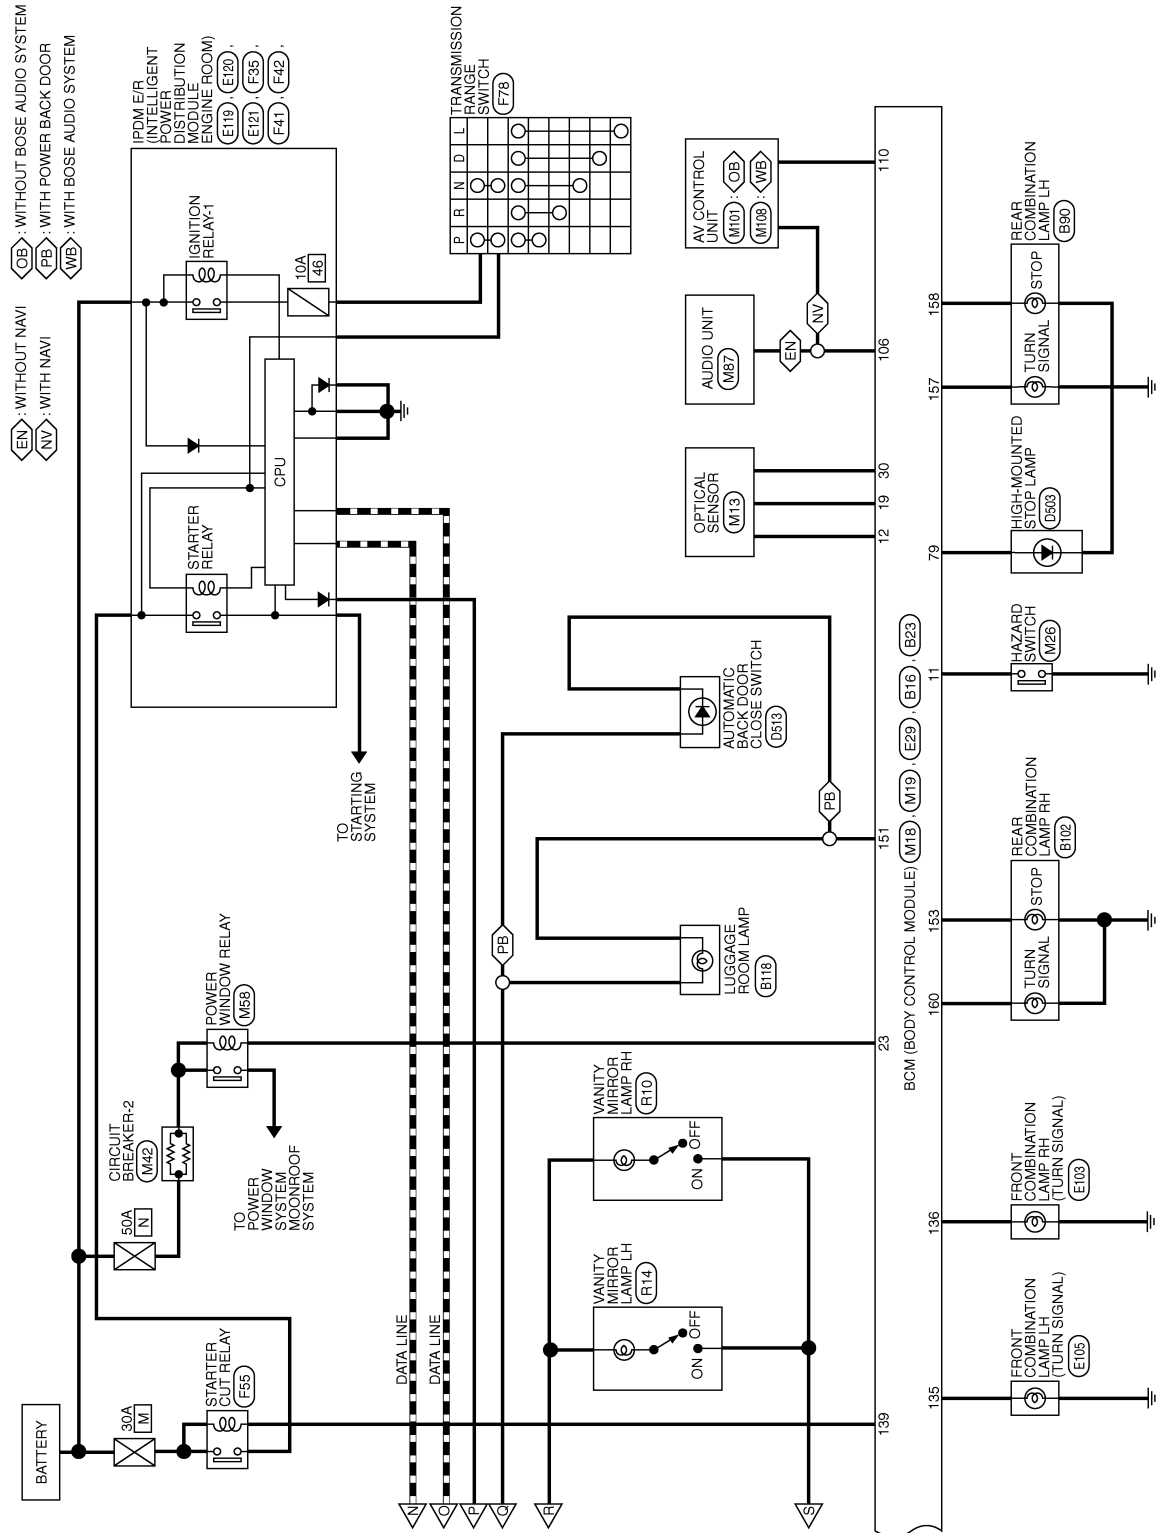 BATTERY
30A
M
STARTER
CUT RELAY
F55
50A
N
CIRCUIT
BREAKER-2
M42
POWER
WINDOW RELAY
M58
TO
POWER
WINDOW
SYSTEM
MOONROOF
SYSTEM
EN : WITHOUT NAVI
NV : WITH NAVI
OB : WITHOUT BOSE AUDIO SYSTEM
PB : WITH POWER BACK DOOR
WB : WITH BOSE AUDIO SYSTEM
IPDM E/R
(INTELLIGENT
POWER
DISTRIBUTION
MODULE
ENGINE ROOM)
E119 , E120 ,
E121 , F35 ,
F41 , F42 ,
STARTER
RELAY
IGNITION
RELAY-1
CPU
10A
46
TO
STARTING
SYSTEM
TRANSMISSION
RANGE
SWITCH
F78
P R N D L
DATA LINE
DATA LINE
N
O
P
Q
R
S
VANITY
MIRROR
LAMP LH
R14
ON OFF
VANITY
MIRROR
LAMP RH
R10
ON OFF
PB
LUGGAGE
ROOM LAMP
B118
AUTOMATIC
BACK DOOR
CLOSE SWITCH
D513
PB
OPTICAL
SENSOR
M13
AUDIO UNIT
M87
EN
NV
AV CONTROL
UNIT
M101 : OB
M108 : WB
139 23 151 12 19 30 106 110
BCM (BODY CONTROL MODULE) M18 , M19 , E29 , B16 , B23
135 136 160 153 11 79 157 158
FRONT
COMBINATION
LAMP LH
(TURN SIGNAL)
E105
FRONT
COMBINATION
LAMP RH
(TURN SIGNAL)
E103
REAR
COMBINATION
LAMP RH
B102
TURN
SIGNAL
STOP
HAZARD
SWITCH
M26
HIGH-MOUNTED
STOP LAMP
D503
REAR
COMBINATION
LAMP LH
B90
TURN
SIGNAL
STOP